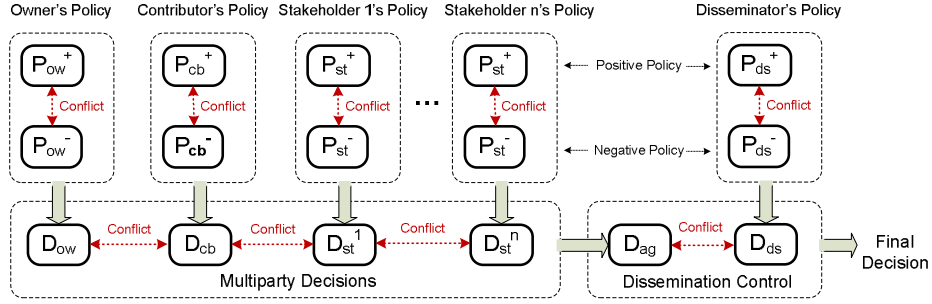 Owner's Policy Contributor's Policy Stakeholder 1's Policy Stakeholder n's Policy Disseminator's Policy
Pow+ Pcb+ Pst+ Pst+ Positive Policy Pds+
Conflict Conflict Conflict ... Conflict Conflict
Pow- Pcb- Pst- Pst- Negative Policy Pds-
Dow Conflict Dcb Conflict Dst1 Conflict Dstn Dag Conflict Dds Final
Decision
Multiparty Decisions Dissemination Control